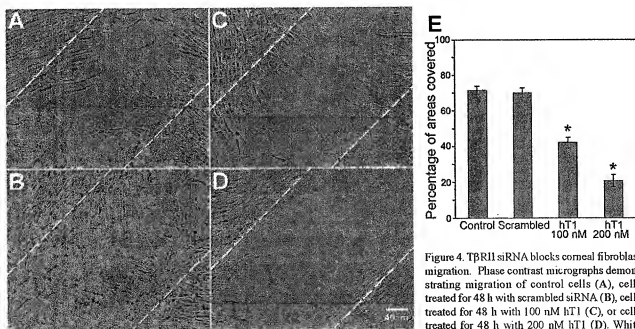 A
C
B
D
40 µm
E
Percentage of areas covered
100
80
60
40
20
0
*
*
Control Scrambled hT1 100 nM hT1 200 nM
Figure 4. TβRII siRNA blocks corneal fibroblas
migration. Phase contrast micrographs demon
strating migration of control cells (A), cell
treated for 48 h with scrambled siRNA (B), cell
treated for 48 h with 100 nM hT1 (C), or cell
treated for 48 h with 200 nM hT1 (D). Whit